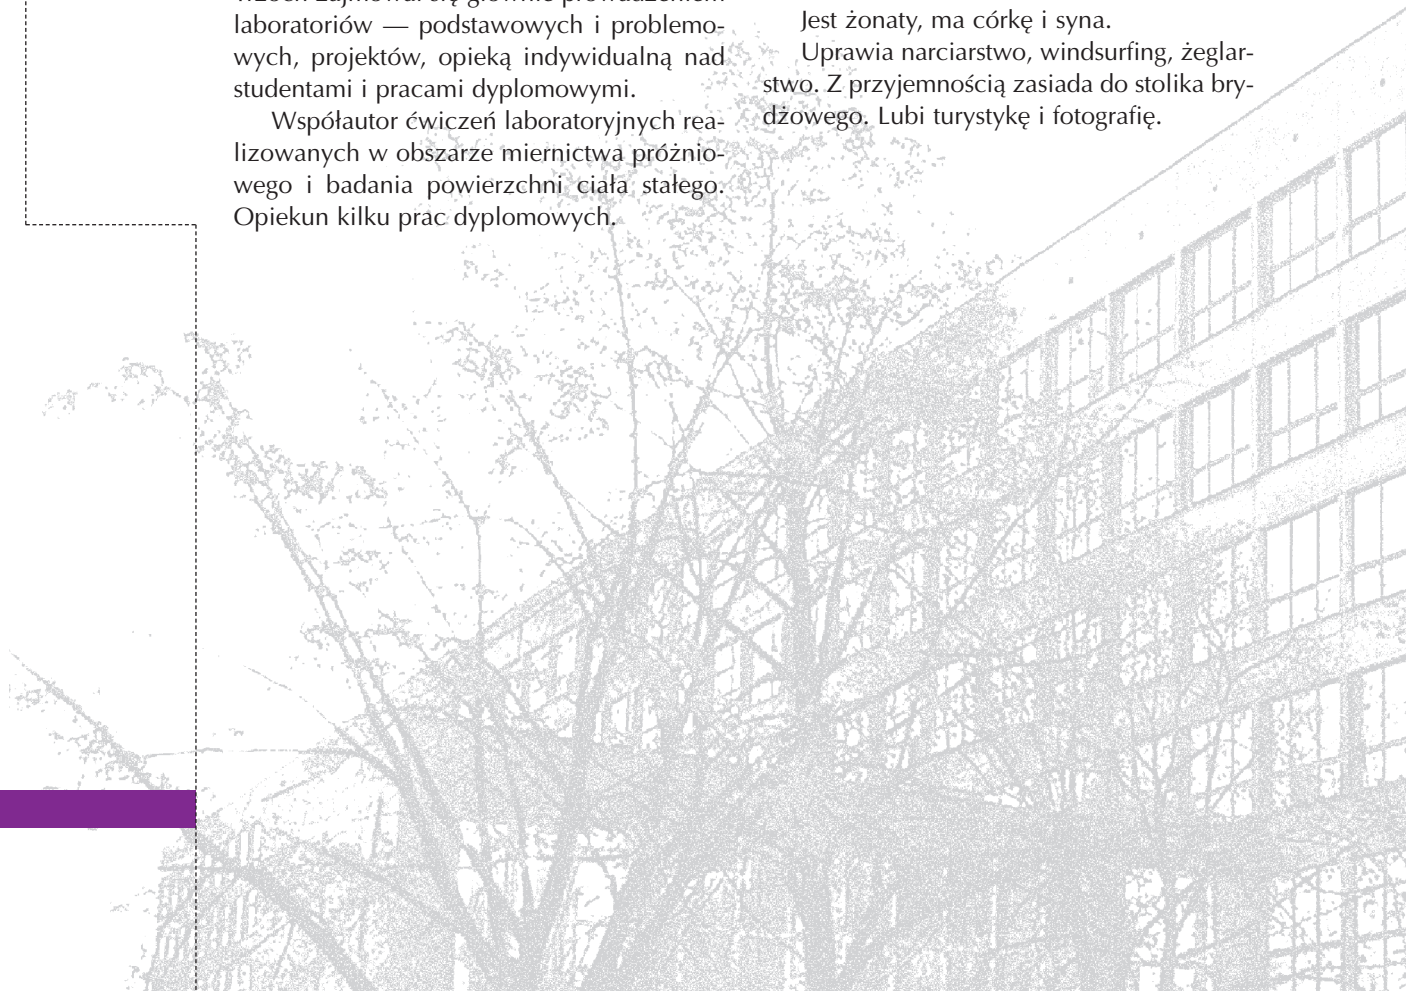 laboratoriów — podstawowych i problemo-
wych, projektów, opieką indywidualną nad
studentami i pracami dyplomowymi.
Współautor ćwiczeń laboratoryjnych rea-
lizowanych w obszarze miernictwa próżnio-
wego i badania powierzchni ciała stałego.
Opiekun kilku prac dyplomowych.
Jest żonaty, ma córkę i syna.
Uprawia narciarstwo, windsurfing, żeglar-
stwo. Z przyjemnością zasiada do stolika bry-
dżowego. Lubi turystykę i fotografię.